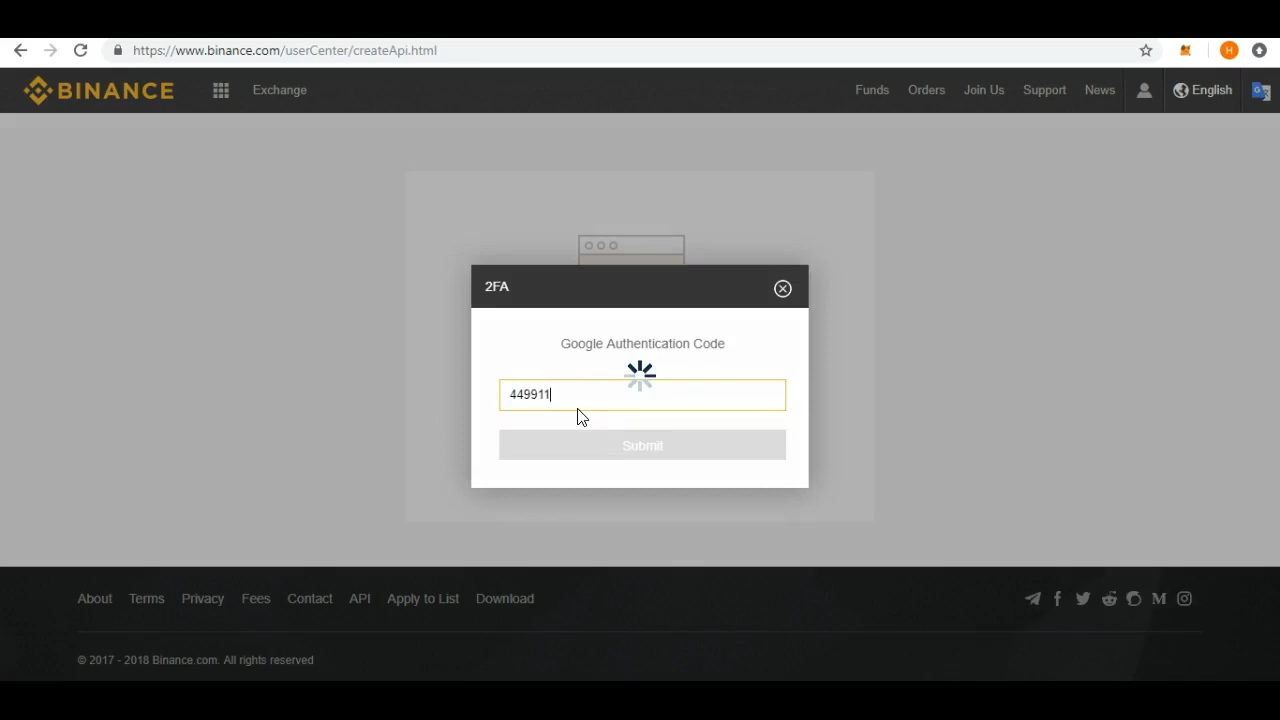 https://www.binance.com/userCenter/createApi.html
H
BINANCE
Exchange
Funds
Orders
Join Us
Support
News
English
2FA
Google Authentication Code
449911
Submit
About
Terms
Privacy
Fees
Contact
API
Apply to List
Download
© 2017 - 2018 Binance.com. All rights reserved